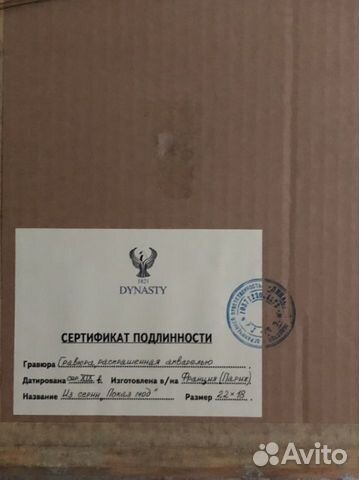 1821
DYNASTY
СЕРТИФИКАТ ПОДЛИННОСТИ
Гравюра Гравюра, раскрашенная акварелью
Датирована сер. XIX в. Изготовлена в/на Франция (Париж)
Название Из серии „Показ мод" Размер 22×18.
Avito